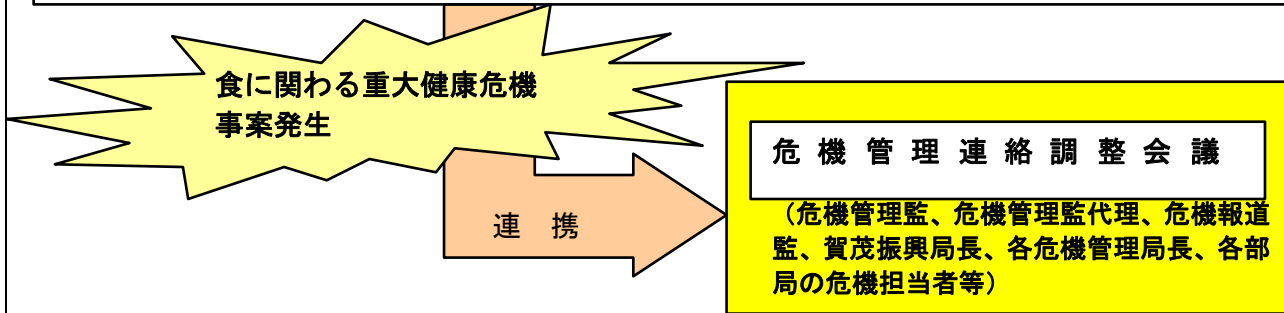 食に関わる重大健康危機
事案発生
危機管理連絡調整会議
（危機管理監、危機管理監代理、危機報道
監、賀茂振興局長、各危機管理局長、各部
局の危機担当者等）
連　携